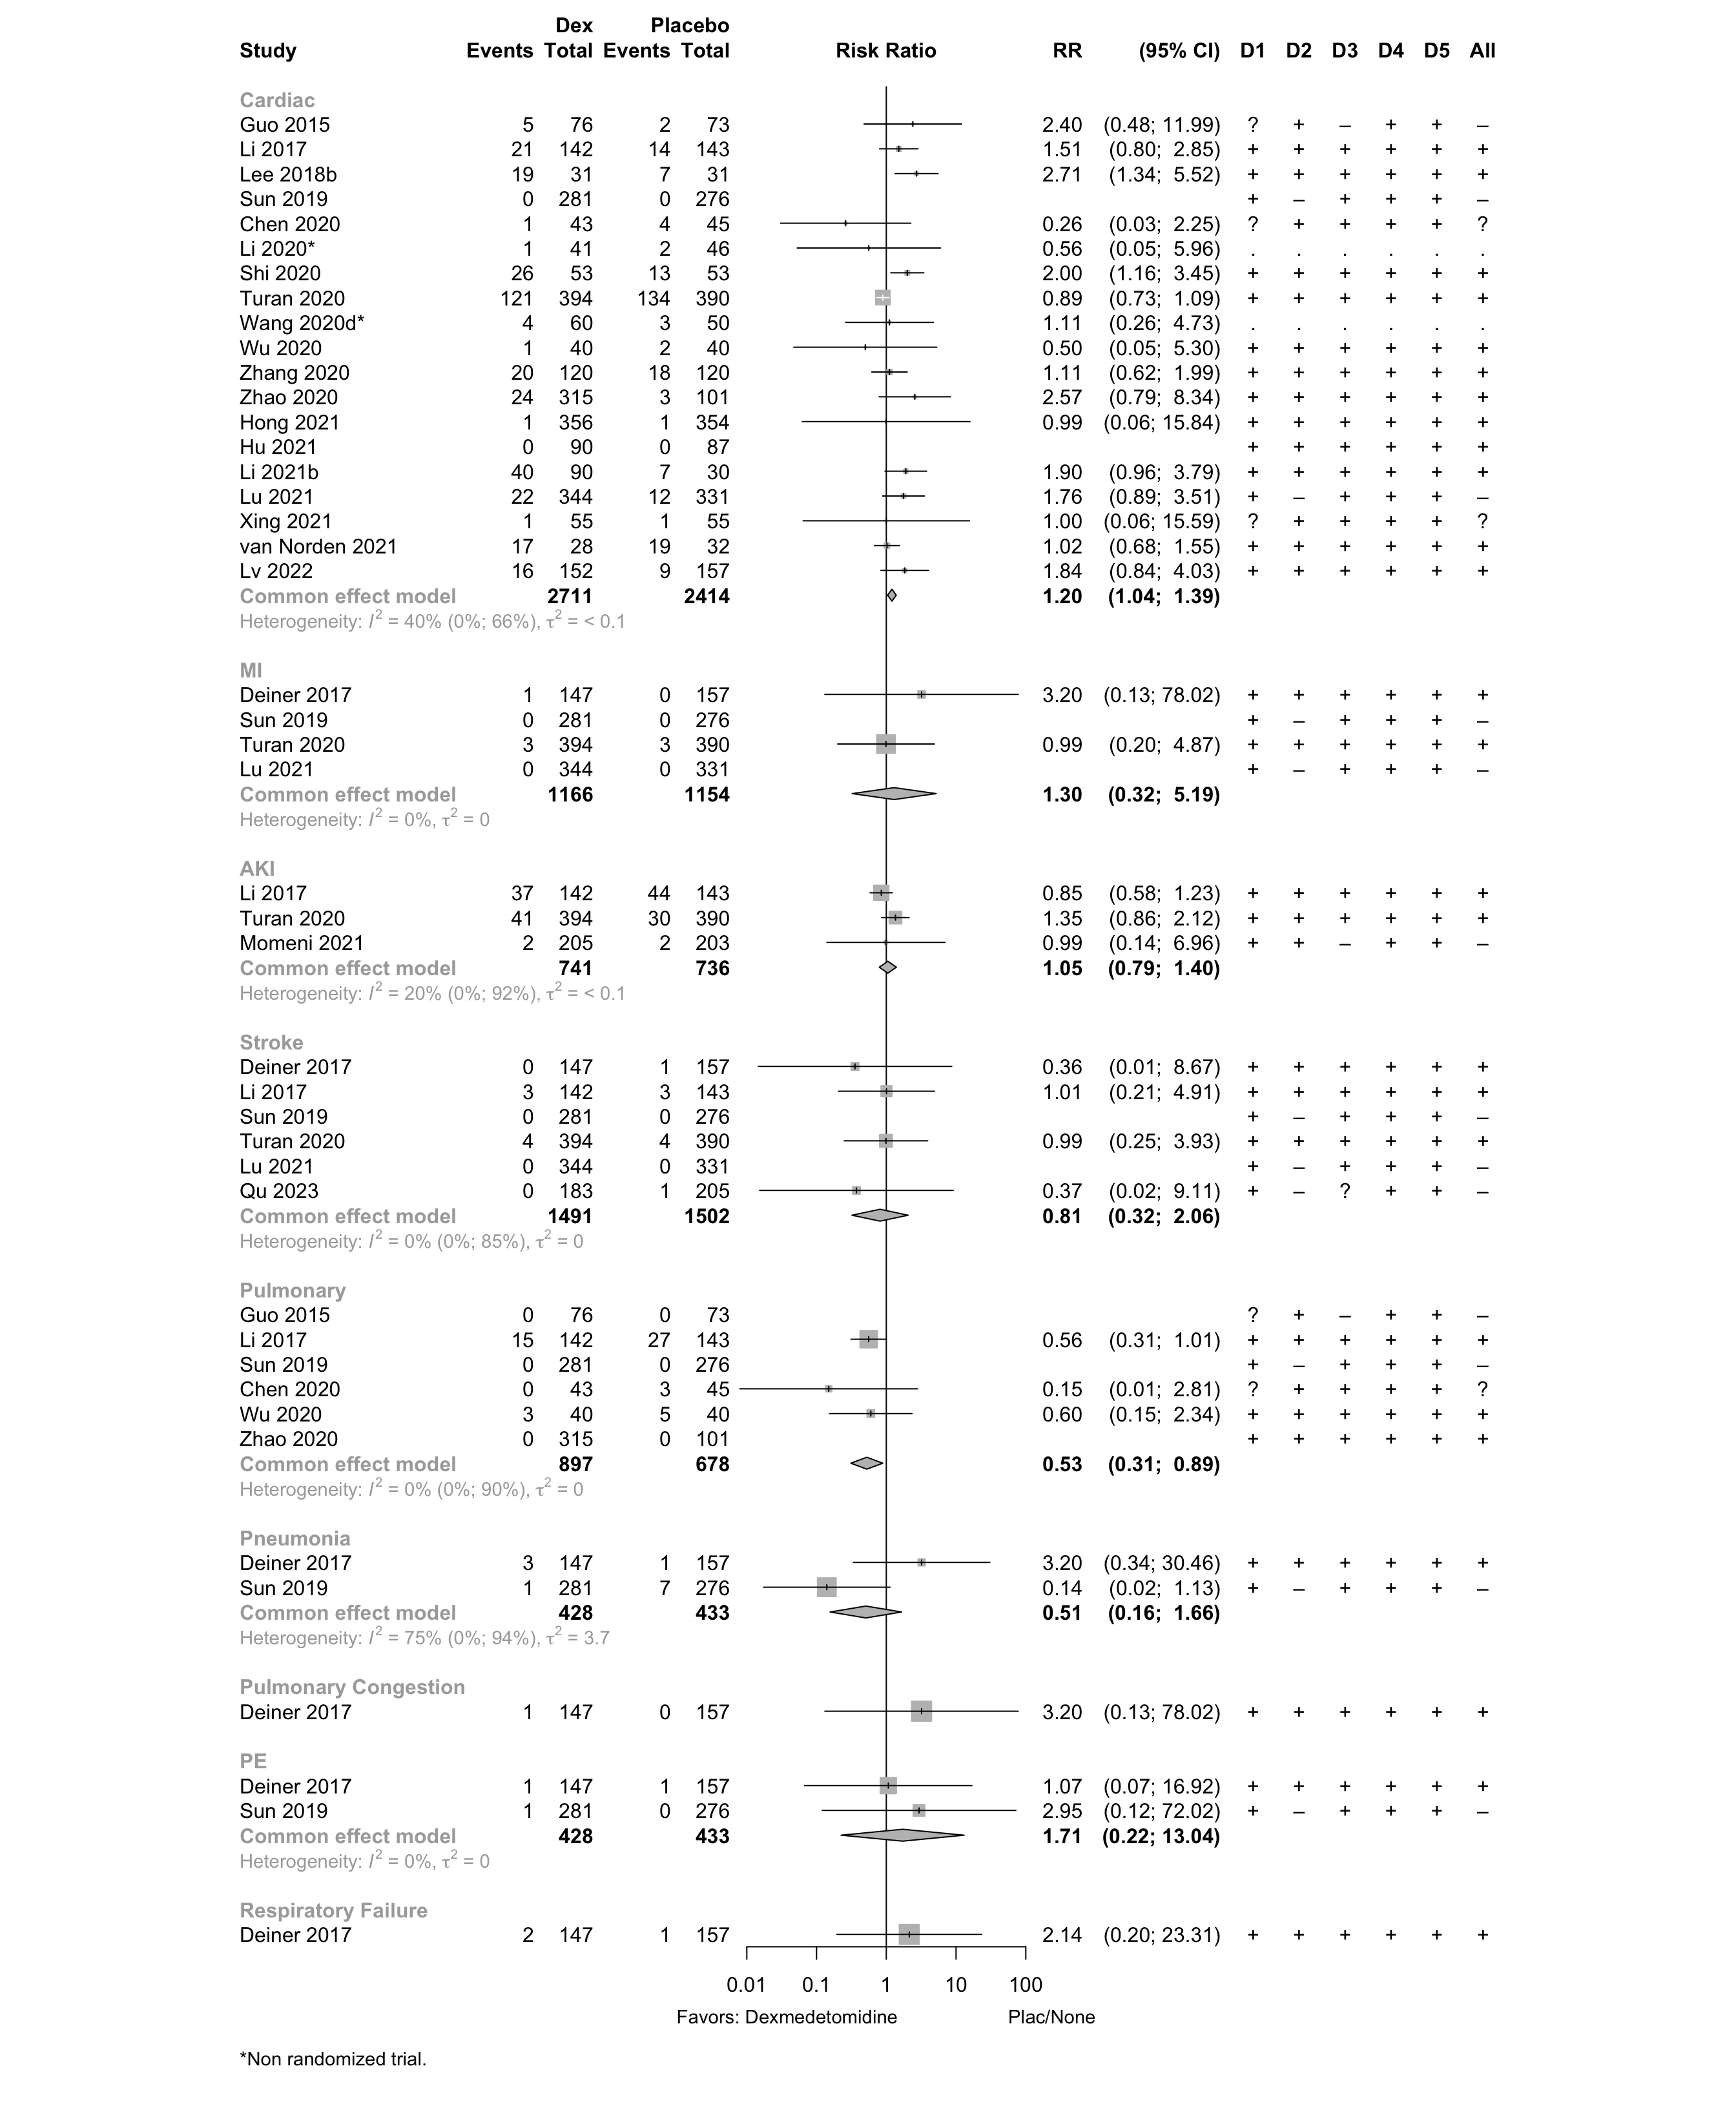 Dex Placebo
Study Events Total Events Total Risk Ratio RR (95% CI) D1 D2 D3 D4 D5 All
Cardiac
Guo 2015 5 76 2 73 2.40 (0.48; 11.99) ? + – + + –
Li 2017 21 142 14 143 1.51 (0.80; 2.85) + + + + + +
Lee 2018b 19 31 7 31 2.71 (1.34; 5.52) + + + + + +
Sun 2019 0 281 0 276 + – + + + –
Chen 2020 1 43 4 45 0.26 (0.03; 2.25) ? + + + + ?
Li 2020* 1 41 2 46 0.56 (0.05; 5.96) . . . . . .
Shi 2020 26 53 13 53 2.00 (1.16; 3.45) + + + + + +
Turan 2020 121 394 134 390 0.89 (0.73; 1.09) + + + + + +
Wang 2020d* 4 60 3 50 1.11 (0.26; 4.73) . . . . . .
Wu 2020 1 40 2 40 0.50 (0.05; 5.30) + + + + + +
Zhang 2020 20 120 18 120 1.11 (0.62; 1.99) + + + + + +
Zhao 2020 24 315 3 101 2.57 (0.79; 8.34) + + + + + +
Hong 2021 1 356 1 354 0.99 (0.06; 15.84) + + + + + +
Hu 2021 0 90 0 87 + + + + + +
Li 2021b 40 90 7 30 1.90 (0.96; 3.79) + + + + + +
Lu 2021 22 344 12 331 1.76 (0.89; 3.51) + – + + + –
Xing 2021 1 55 1 55 1.00 (0.06; 15.59) ? + + + + ?
van Norden 2021 17 28 19 32 1.02 (0.68; 1.55) + + + + + +
Lv 2022 16 152 9 157 1.84 (0.84; 4.03) + + + + + +
Common effect model 2711 2414 1.20 (1.04; 1.39)
Heterogeneity: I² = 40% (0%; 66%), τ² = < 0.1
MI
Deiner 2017 1 147 0 157 3.20 (0.13; 78.02) + + + + + +
Sun 2019 0 281 0 276 + – + + + –
Turan 2020 3 394 3 390 0.99 (0.20; 4.87) + + + + + +
Lu 2021 0 344 0 331 + – + + + –
Common effect model 1166 1154 1.30 (0.32; 5.19)
Heterogeneity: I² = 0%, τ² = 0
AKI
Li 2017 37 142 44 143 0.85 (0.58; 1.23) + + + + + +
Turan 2020 41 394 30 390 1.35 (0.86; 2.12) + + + + + +
Momeni 2021 2 205 2 203 0.99 (0.14; 6.96) + + – + + –
Common effect model 741 736 1.05 (0.79; 1.40)
Heterogeneity: I² = 20% (0%; 92%), τ² = < 0.1
Stroke
Deiner 2017 0 147 1 157 0.36 (0.01; 8.67) + + + + + +
Li 2017 3 142 3 143 1.01 (0.21; 4.91) + + + + + +
Sun 2019 0 281 0 276 + – + + + –
Turan 2020 4 394 4 390 0.99 (0.25; 3.93) + + + + + +
Lu 2021 0 344 0 331 + – + + + –
Qu 2023 0 183 1 205 0.37 (0.02; 9.11) + – ? + + –
Common effect model 1491 1502 0.81 (0.32; 2.06)
Heterogeneity: I² = 0% (0%; 85%), τ² = 0
Pulmonary
Guo 2015 0 76 0 73 ? + – + + –
Li 2017 15 142 27 143 0.56 (0.31; 1.01) + + + + + +
Sun 2019 0 281 0 276 + – + + + –
Chen 2020 0 43 3 45 0.15 (0.01; 2.81) ? + + + + ?
Wu 2020 3 40 5 40 0.60 (0.15; 2.34) + + + + + +
Zhao 2020 0 315 0 101 + + + + + +
Common effect model 897 678 0.53 (0.31; 0.89)
Heterogeneity: I² = 0% (0%; 90%), τ² = 0
Pneumonia
Deiner 2017 3 147 1 157 3.20 (0.34; 30.46) + + + + + +
Sun 2019 1 281 7 276 0.14 (0.02; 1.13) + – + + + –
Common effect model 428 433 0.51 (0.16; 1.66)
Heterogeneity: I² = 75% (0%; 94%), τ² = 3.7
Pulmonary Congestion
Deiner 2017 1 147 0 157 3.20 (0.13; 78.02) + + + + + +
PE
Deiner 2017 1 147 1 157 1.07 (0.07; 16.92) + + + + + +
Sun 2019 1 281 0 276 2.95 (0.12; 72.02) + – + + + –
Common effect model 428 433 1.71 (0.22; 13.04)
Heterogeneity: I² = 0%, τ² = 0
Respiratory Failure
Deiner 2017 2 147 1 157 2.14 (0.20; 23.31) + + + + + +
0.01 0.1 1 10 100
Favors: Dexmedetomidine Plac/None
*Non randomized trial.